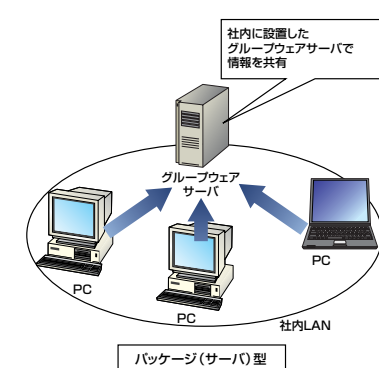 社内に設置した
グループウェアサーバで
情報を共有
グループウェア
サーバ
PC
PC
PC
社内LAN
パッケージ（サーバ）型